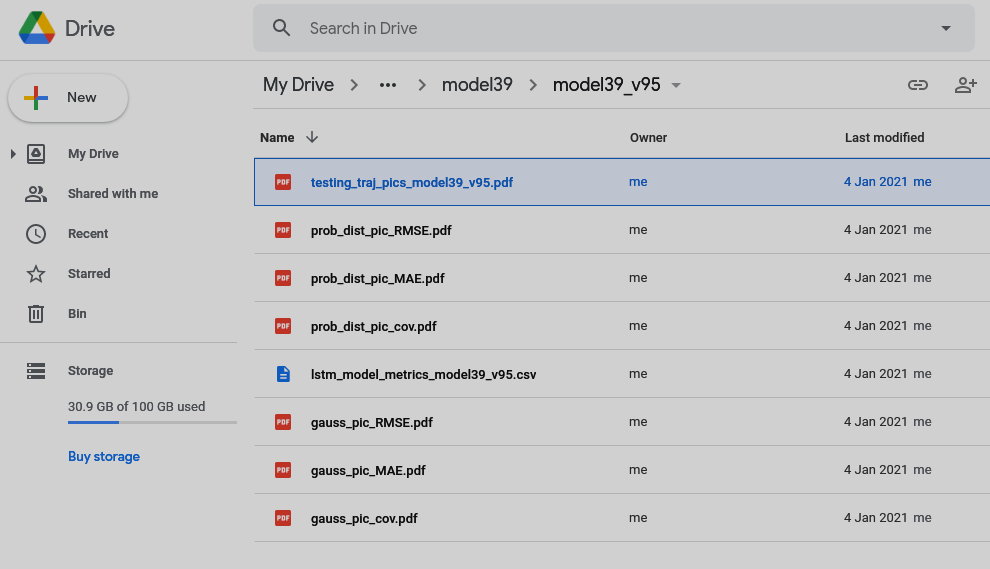 Drive
Search in Drive
My Drive ••• model39 model39_v95
New
Name Owner Last modified
My Drive
Shared with me
Recent
Starred
Bin
Storage
30.9 GB of 100 GB used
Buy storage
PDF testing_traj_pics_model39_v95.pdf me 4 Jan 2021 me
PDF prob_dist_pic_RMSE.pdf me 4 Jan 2021 me
PDF prob_dist_pic_MAE.pdf me 4 Jan 2021 me
PDF prob_dist_pic_cov.pdf me 4 Jan 2021 me
lstm_model_metrics_model39_v95.csv me 4 Jan 2021 me
PDF gauss_pic_RMSE.pdf me 4 Jan 2021 me
PDF gauss_pic_MAE.pdf me 4 Jan 2021 me
PDF gauss_pic_cov.pdf me 4 Jan 2021 me